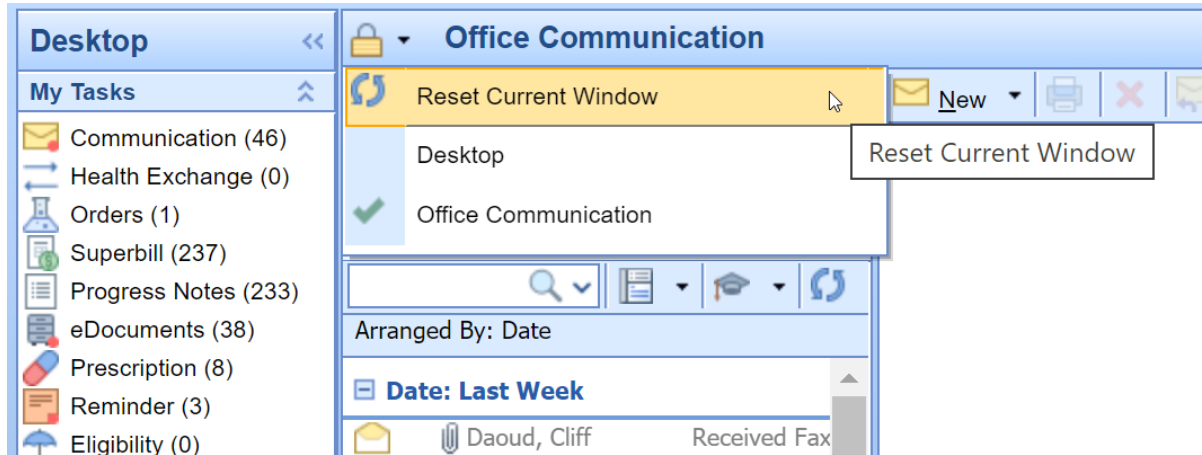 Desktop
My Tasks
Communication (46)
Health Exchange (0)
Orders (1)
Superbill (237)
Progress Notes (233)
eDocuments (38)
Prescription (8)
Reminder (3)
Eligibility (0)
Office Communication
Reset Current Window
Desktop
Office Communication
New
Reset Current Window
Arranged By: Date
Date: Last Week
Daoud, Cliff Received Fax